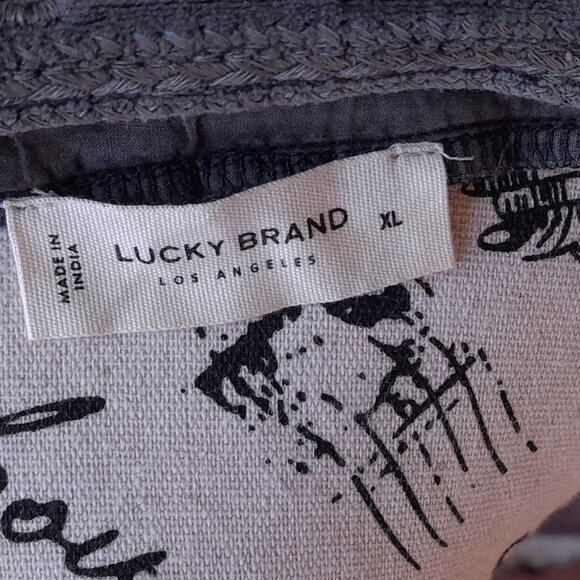 MADE IN
INDIA
LUCKY BRAND
LOS ANGELES
XL